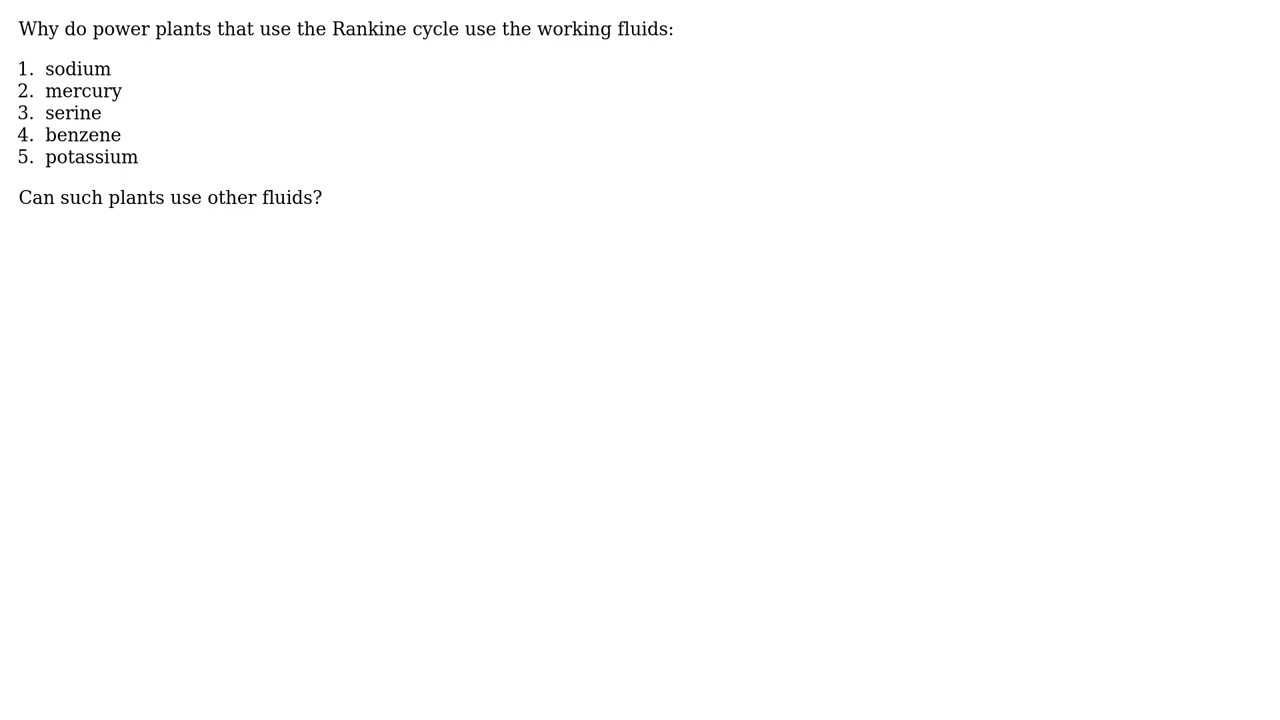 Why do power plants that use the Rankine cycle use the working fluids:
1. sodium
2. mercury
3. serine
4. benzene
5. potassium
Can such plants use other fluids?